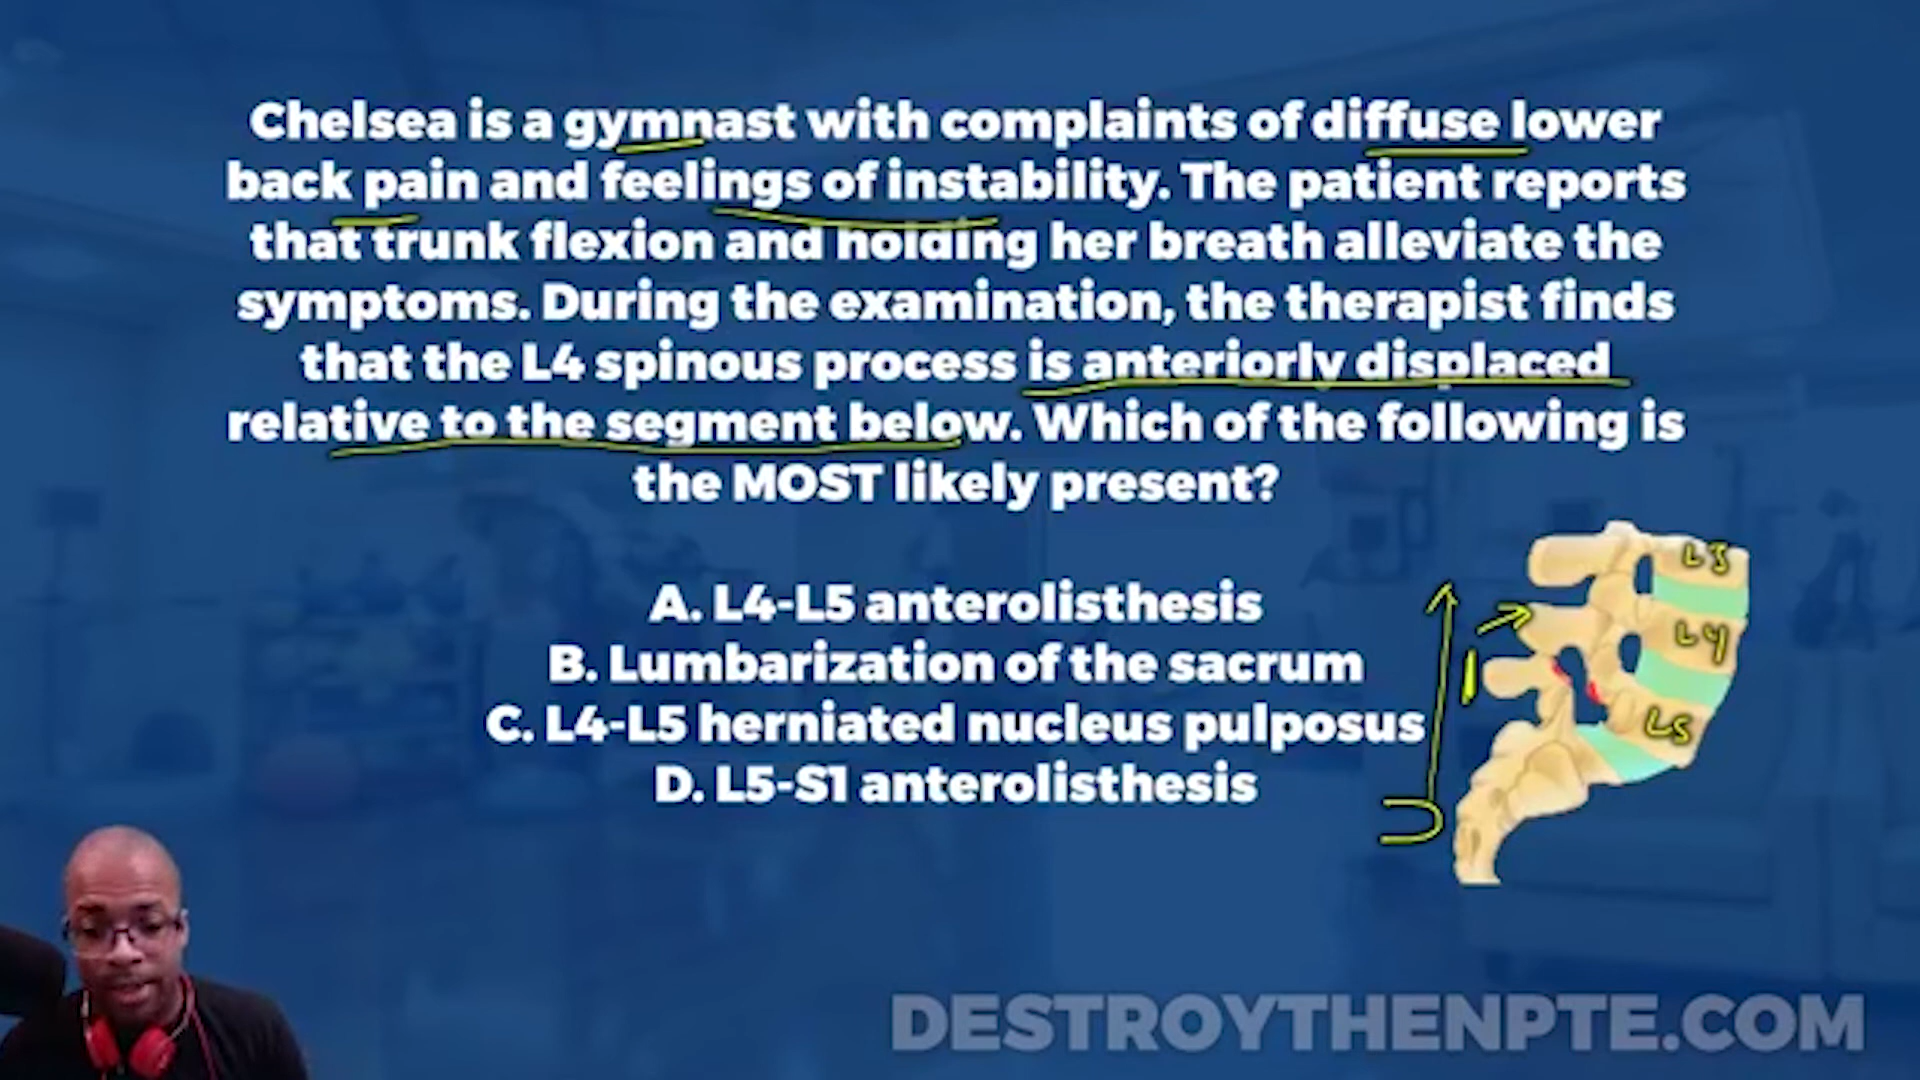 Chelsea is a gymnast with complaints of diffuse lower
back pain and feelings of instability. The patient reports
that trunk flexion and holding her breath alleviate the
symptoms. During the examination, the therapist finds
that the L4 spinous process is anteriorly displaced
relative to the segment below. Which of the following is
the MOST likely present?
A. L4-L5 anterolisthesis
B. Lumbarization of the sacrum
C. L4-L5 herniated nucleus pulposus
D. L5-S1 anterolisthesis
L3
L4
L5
DESTROYTHENPTE.COM